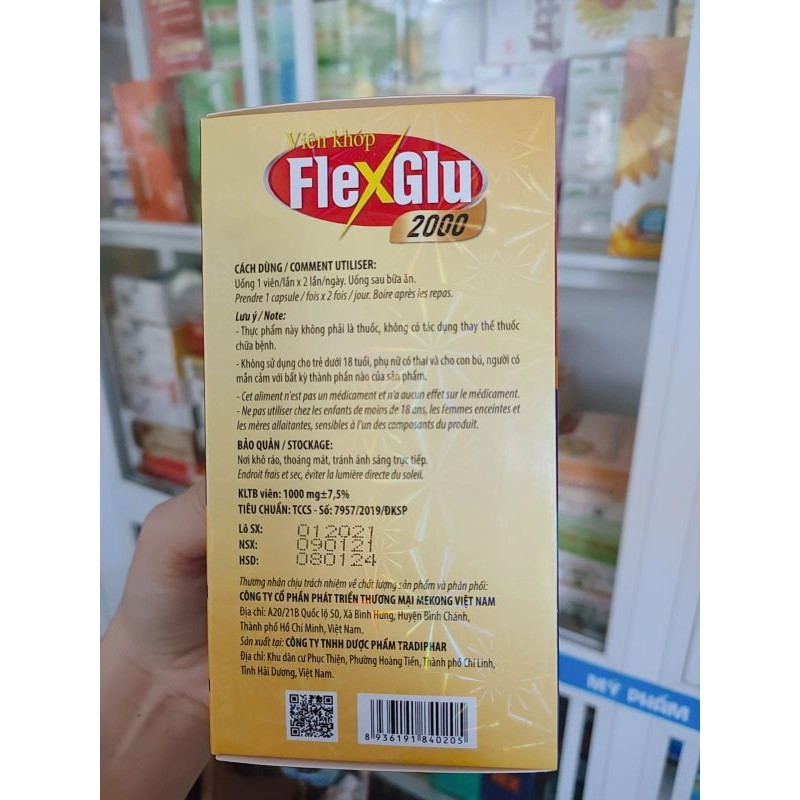 Viên khớp
FlexGlu
2000
CÁCH DÙNG / COMMENT UTILISER:
Uống 1 viên/lần x 2 lần/ngày. Uống sau bữa ăn.
Prendre 1 capsule / fois x 2 fois / jour. Boire après les repas.
Lưu ý / Note:
- Thực phẩm này không phải là thuốc, không có tác dụng thay thế thuốc
chữa bệnh.
- Không sử dụng cho trẻ dưới 18 tuổi, phụ nữ có thai và cho con bú, người có
mẫn cảm với bất kỳ thành phần nào của sản phẩm.
- Cet aliment n'est pas un médicament et n'a aucun effet sur le médicament.
- Ne pas utiliser chez les enfants de moins de 18 ans, les femmes enceintes et
les mères allaitantes, sensibles à l'un des composants du produit.
BẢO QUẢN / STOCKAGE:
Nơi khô ráo, thoáng mát, tránh ánh sáng trực tiếp.
Endroit frais et sec, éviter la lumière directe du soleil.
KLTB viên: 1000 mg±7,5%
TIÊU CHUẨN: TCCS - Số: 7957/2019/ĐKSP
Lô SX: 012021
NSX: 090121
HSD: 080124
Thương nhân chịu trách nhiệm về chất lượng sản phẩm và phân phối:
CÔNG TY CỔ PHẦN PHÁT TRIỂN THƯƠNG MẠI MEKONG VIỆT NAM
Địa chỉ: A20/21B Quốc lộ 50, Xã Bình Hưng, Huyện Bình Chánh,
Thành phố Hồ Chí Minh, Việt Nam.
Sản xuất tại: CÔNG TY TNHH DƯỢC PHẨM TRADIPHAR
Địa chỉ: Khu dân cư Phục Thiện, Phường Hoàng Tiến, Thành phố Chí Linh,
Tỉnh Hải Dương, Việt Nam.
8 936191 840205
MỸ PHẨM